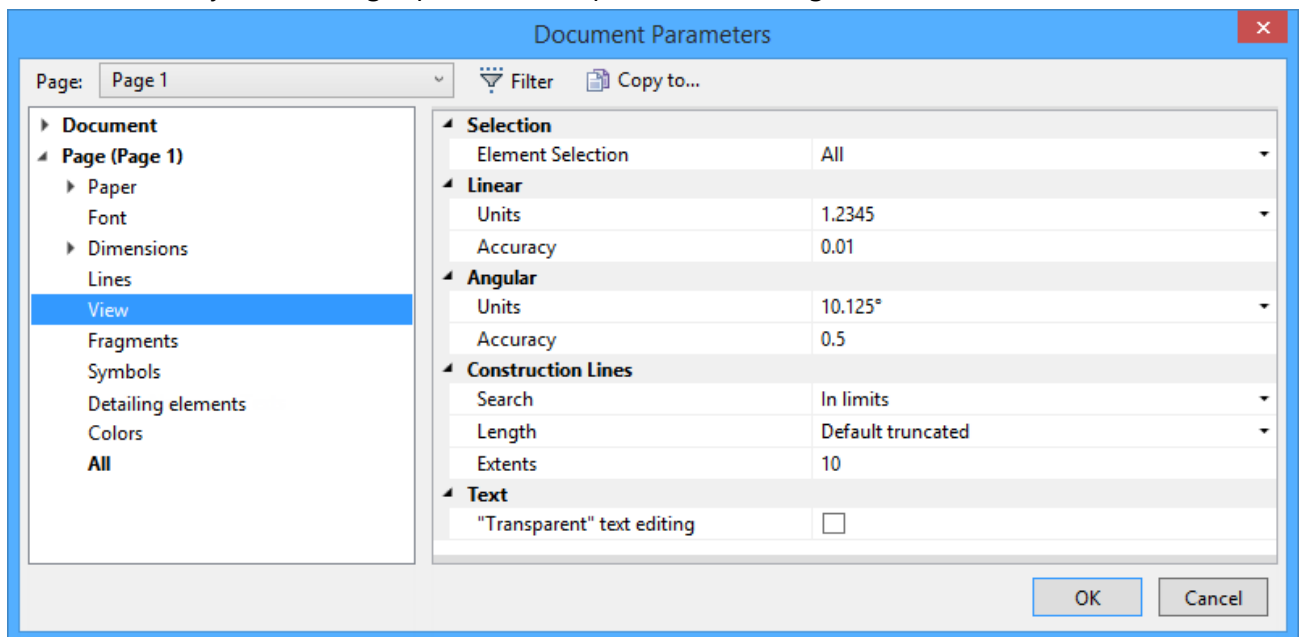 Document Parameters
Page: Page 1 Filter Copy to...
Document
Page (Page 1)
Paper
Font
Dimensions
Lines
View
Fragments
Symbols
Detailing elements
Colors
All
Selection
Element Selection All
Linear
Units 1.2345
Accuracy 0.01
Angular
Units 10.125°
Accuracy 0.5
Construction Lines
Search In limits
Length Default truncated
Extents 10
Text
"Transparent" text editing
OK Cancel